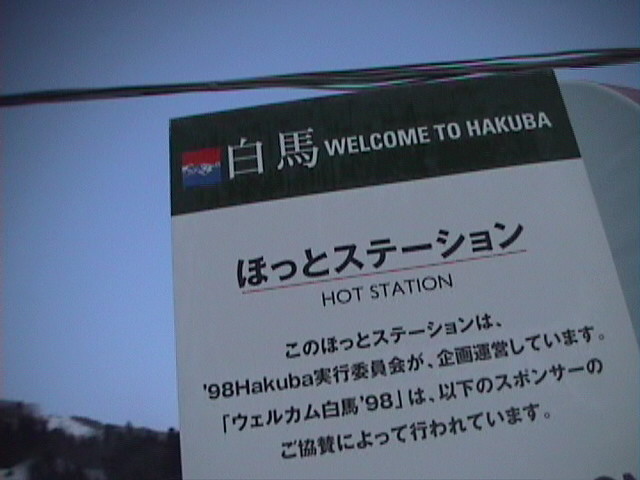 白馬 WELCOME TO HAKUBA
ほっとステーション
HOT STATION
このほっとステーションは、
'98Hakuba実行委員会が、企画運営しています。
「ウェルカム白馬'98」は、以下のスポンサーの
ご協賛によって行われています。